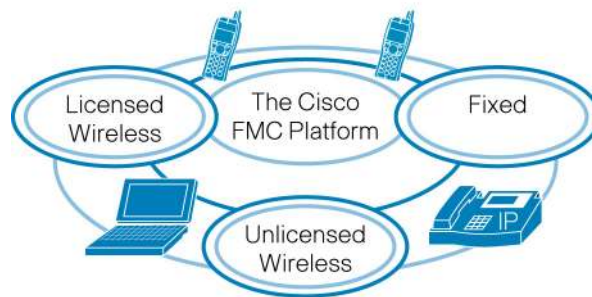 Licensed
Wireless
The Cisco
FMC Platform
Fixed
Unlicensed
Wireless
IP